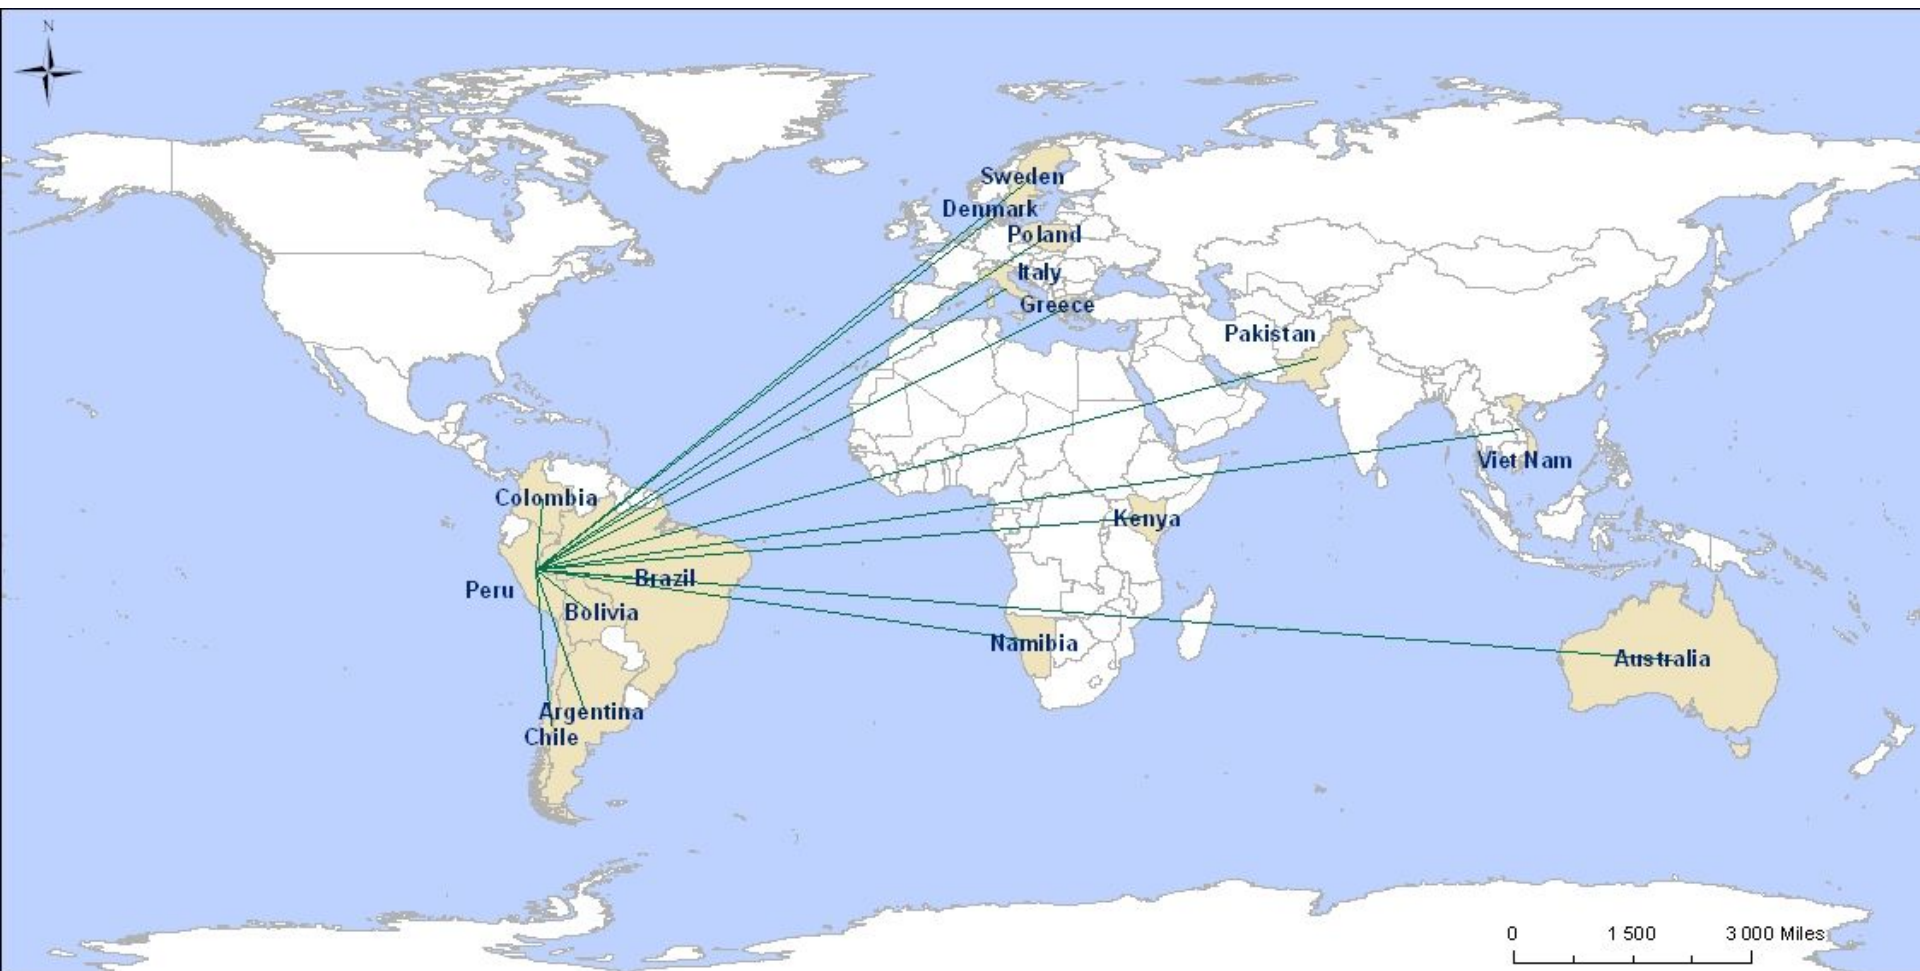 N
Sweden
Denmark
Poland
Italy
Greece
Pakistan
Viet Nam
Colombia
Kenya
Brazil
Peru
Bolivia
Namibia
Australia
Argentina
Chile
0 1 500 3 000 Miles